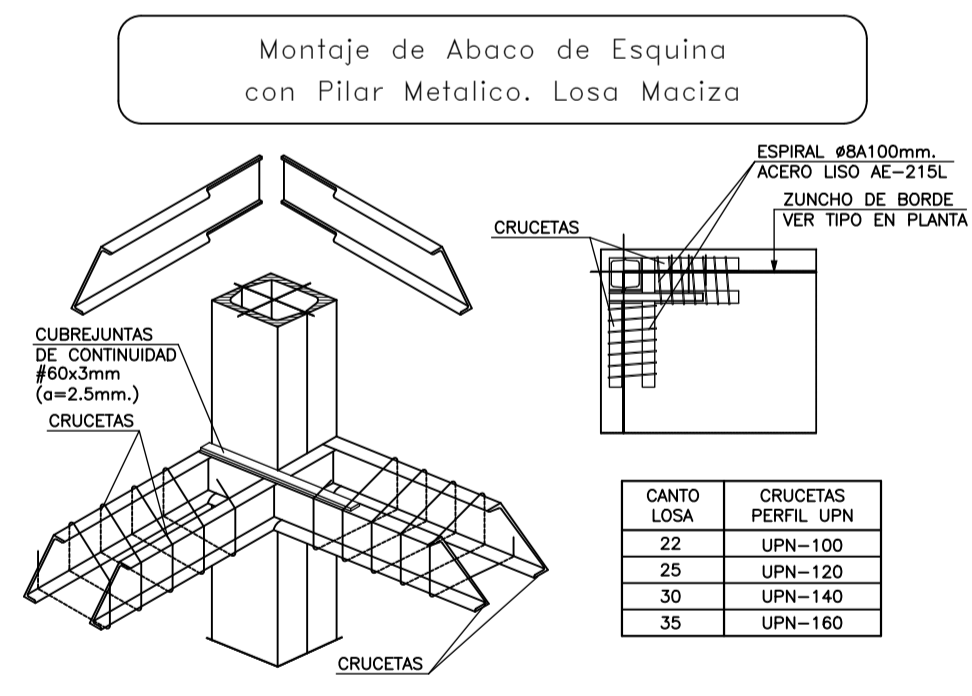 Montaje de Abaco de Esquina
con Pilar Metalico. Losa Maciza
ESPIRAL ø8A100mm.
ACERO LISO AE-215L
ZUNCHO DE BORDE
VER TIPO EN PLANTA
CRUCETAS
CUBREJUNTAS
DE CONTINUIDAD
#60x3mm
(a=2.5mm.)
CRUCETAS
CRUCETAS
CANTO LOSA CRUCETAS PERFIL UPN
22 UPN-100
25 UPN-120
30 UPN-140
35 UPN-160